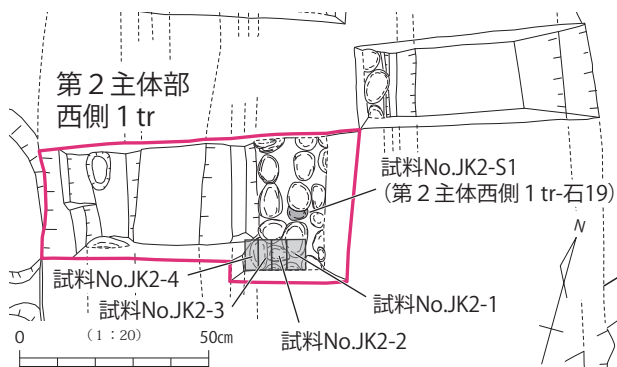 第２主体部
西側１tr
試料No.JK2-S1
（第２主体西側１tr-石19）
N
試料No.JK2-4
試料No.JK2-3
試料No.JK2-1
試料No.JK2-2
0
（１：20）
50㎝